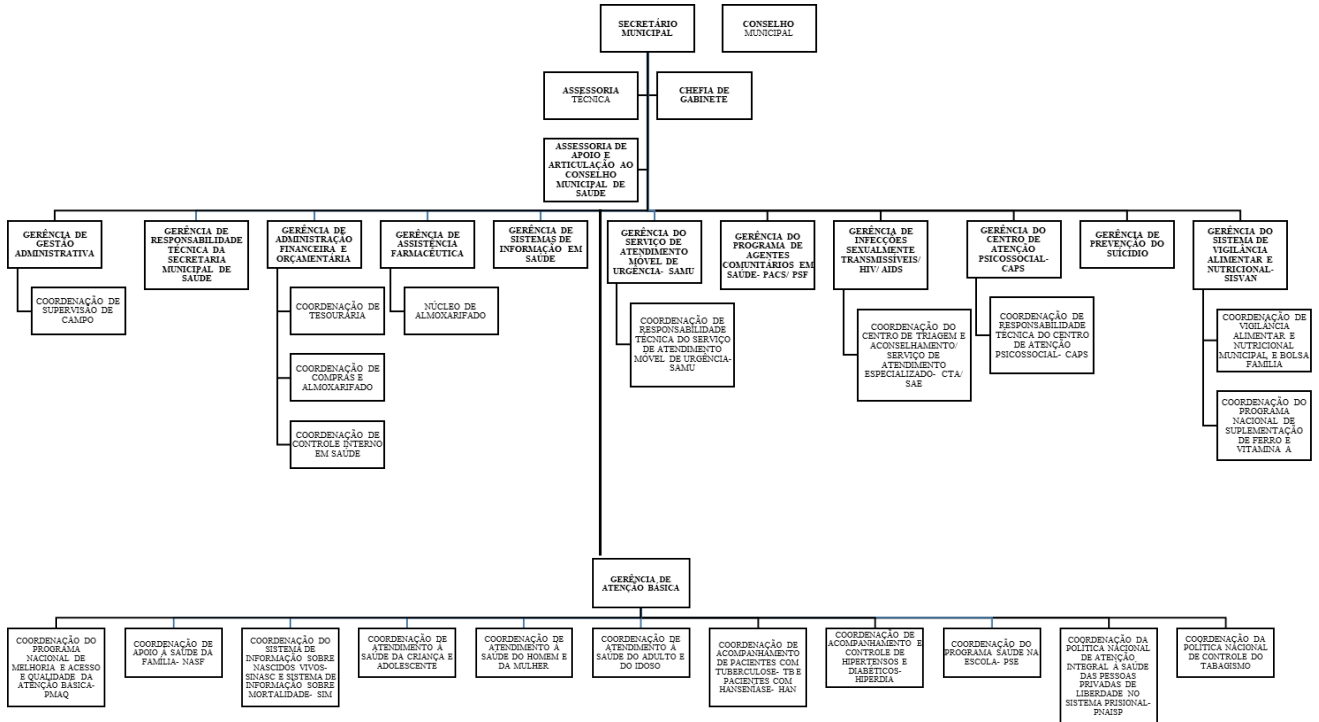 SECRETÁRIO
MUNICIPAL
CONSELHO
MUNICIPAL
ASSESSORIA
TÉCNICA
CHEFIA DE
GABINETE
ASSESSORIA DE
APOIO E
ARTICULAÇÃO AO
CONSELHO
MUNICIPAL DE
SAÚDE
GERÊNCIA DE
GESTÃO
ADMINISTRATIVA
GERÊNCIA DE
RESPONSABILIDADE
TÉCNICA DA
SECRETARIA
MUNICIPAL DE
SAÚDE
GERÊNCIA DE
ADMINISTRAÇÃO
FINANCEIRA E
ORÇAMENTÁRIA
GERÊNCIA DE
ASSISTÊNCIA
FARMACÊUTICA
GERÊNCIA DE
SISTEMAS DE
INFORMAÇÃO EM
SAÚDE
GERÊNCIA DO
SERVIÇO DE
ATENDIMENTO
MÓVEL DE
URGÊNCIA- SAMU
GERÊNCIA DO
PROGRAMA DE
AGENTES
COMUNITÁRIOS EM
SAÚDE- PACS/ PSF
GERÊNCIA DE
INFECÇÕES
SEXUALMENTE
TRANSMISSÍVEIS/
HIV/ AIDS
GERÊNCIA DO
CENTRO DE
ATENÇÃO
PSICOSSOCIAL-
CAPS
GERÊNCIA DE
PREVENÇÃO DO
SUICÍDIO
GERÊNCIA DO
SISTEMA DE
VIGILÂNCIA
ALIMENTAR E
NUTRICIONAL-
SISVAN
COORDENAÇÃO DE
SUPERVISÃO DE
CAMPO
COORDENAÇÃO DE
TESOURARIA
COORDENAÇÃO DE
COMPRAS E
ALMOXARIFADO
COORDENAÇÃO DE
CONTROLE INTERNO
EM SAÚDE
NÚCLEO DE
ALMOXARIFADO
COORDENAÇÃO DE
RESPONSABILIDADE
TÉCNICA DO SERVIÇO
DE ATENDIMENTO
MÓVEL DE URGÊNCIA-
SAMU
COORDENAÇÃO DO
CENTRO DE TRIAGEM E
ACONSELHAMENTO/
SERVIÇO DE
ATENDIMENTO
ESPECIALIZADO- CTA/
SAE
COORDENAÇÃO DE
RESPONSABILIDADE
TÉCNICA DO CENTRO
DE ATENÇÃO
PSICOSSOCIAL- CAPS
COORDENAÇÃO DE
VIGILÂNCIA
ALIMENTAR E
NUTRICIONAL
MUNICIPAL, E BOLSA
FAMILIA
COORDENAÇÃO DO
PROGRAMA
NACIONAL DE
SUPLEMENTAÇÃO
DE FERRO E
VITAMINA A
GERÊNCIA DE
ATENÇÃO BÁSICA
COORDENAÇÃO DO
PROGRAMA
NACIONAL DE
MELHORIA E ACESSO
E QUALIDADE DA
ATENÇÃO BÁSICA-
PMAQ
COORDENAÇÃO DE
APOIO À SAÚDE DA
FAMÍLIA- NASF
COORDENAÇÃO DO
SISTEMA DE
INFORMAÇÃO SOBRE
NASCIDOS VIVOS-
SINASC E SISTEMA DE
INFORMAÇÃO SOBRE
MORTALIDADE- SIM
COORDENAÇÃO DE
ATENDIMENTO À
SAÚDE DA CRIANÇA E
ADOLESCENTE
COORDENAÇÃO DE
ATENDIMENTO À
SAÚDE DO HOMEM E
DA MULHER
COORDENAÇÃO DE
ATENDIMENTO À
SAÚDE DO ADULTO E
DO IDOSO
COORDENAÇÃO DE
ACOMPANHAMENTO
DE PACIENTES COM
TUBERCULOSE- TB E
PACIENTES COM
HANSENÍASE- HAN
COORDENAÇÃO DE
ACOMPANHAMENTO E
CONTROLE DE
HIPERTENSOS E
DIABÉTICOS-
HIPERDIA
COORDENAÇÃO DO
PROGRAMA SAÚDE NA
ESCOLA- PSE
COORDENAÇÃO DA
POLÍTICA NACIONAL
DE ATENÇÃO
INTEGRAL À SAÚDE
DAS PESSOAS
PRIVADAS DE
LIBERDADE NO
SISTEMA PRISIONAL-
PNAISP
COORDENAÇÃO DA
POLÍTICA NACIONAL
DE CONTROLE DO
TABAGISMO